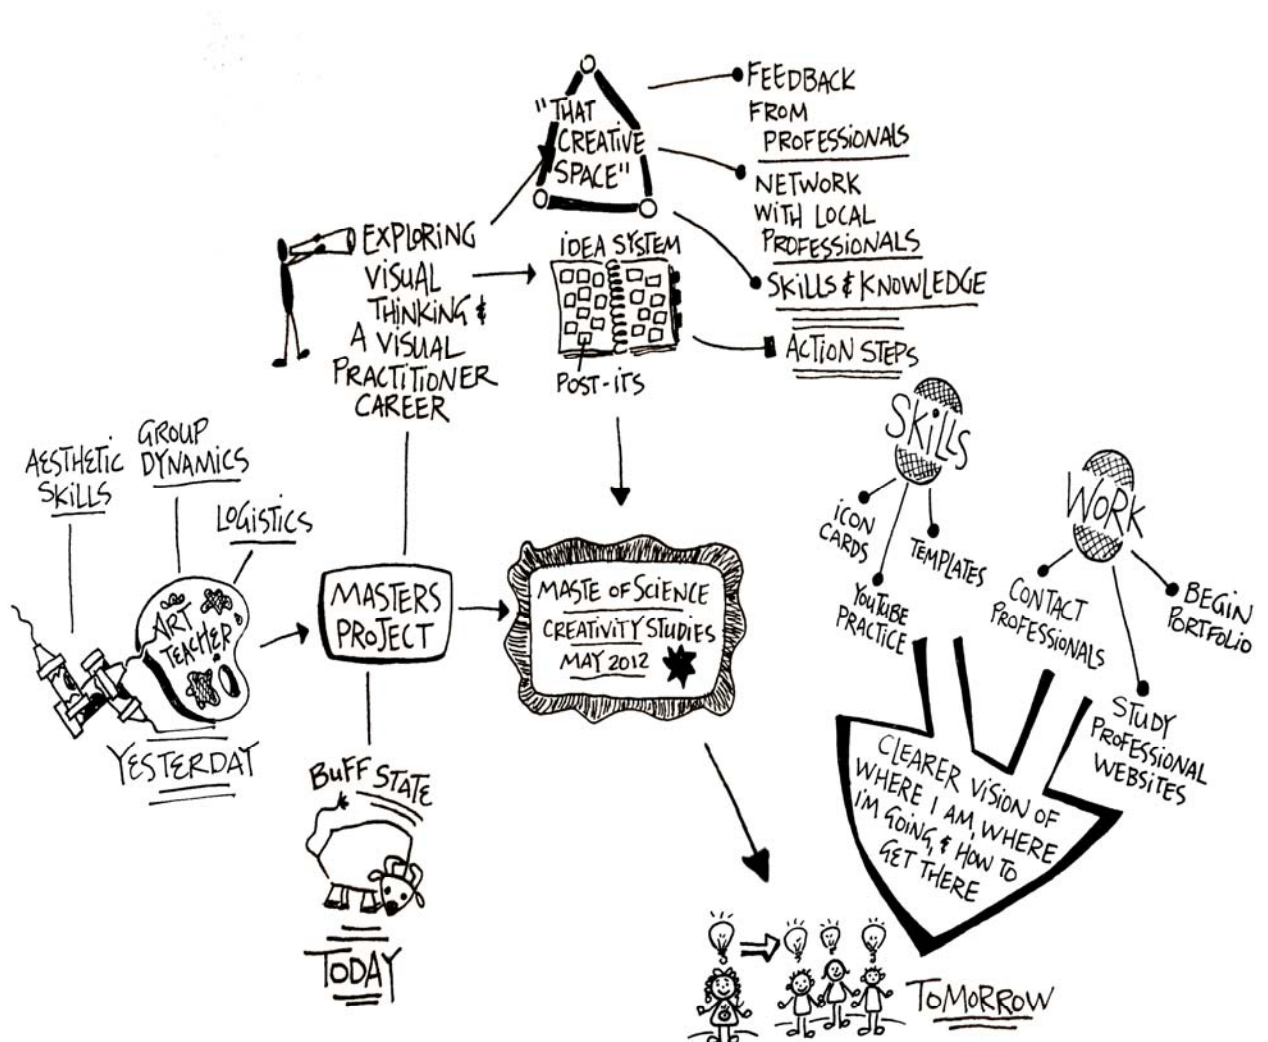 "THAT
CREATIVE
SPACE"
FEEDBACK
FROM
PROFESSIONALS
NETWORK
WITH LOCAL
PROFESSIONALS
SKILLS & KNOWLEDGE
ACTION STEPS
EXPLORING
VISUAL
THINKING &
A VISUAL
PRACTITIONER
CAREER
IDEA SYSTEM
POST-ITS
AESTHETIC
SKILLS
GROUP
DYNAMICS
LOGISTICS
ART
TEACHER
YESTERDAY
MASTERS
PROJECT
BUFF STATE
TODAY
MASTE OF SCIENCE
CREATIVITY STUDIES
MAY 2012
SKILLS
ICON
CARDS
YOUTUBE
PRACTICE
TEMPLATES
WORK
CONTACT
PROFESSIONALS
BEGIN
PORTFOLIO
STUDY
PROFESSIONAL
WEBSITES
CLEARER VISION OF
WHERE I AM, WHERE
I'M GOING, & HOW TO
GET THERE
TOMORROW